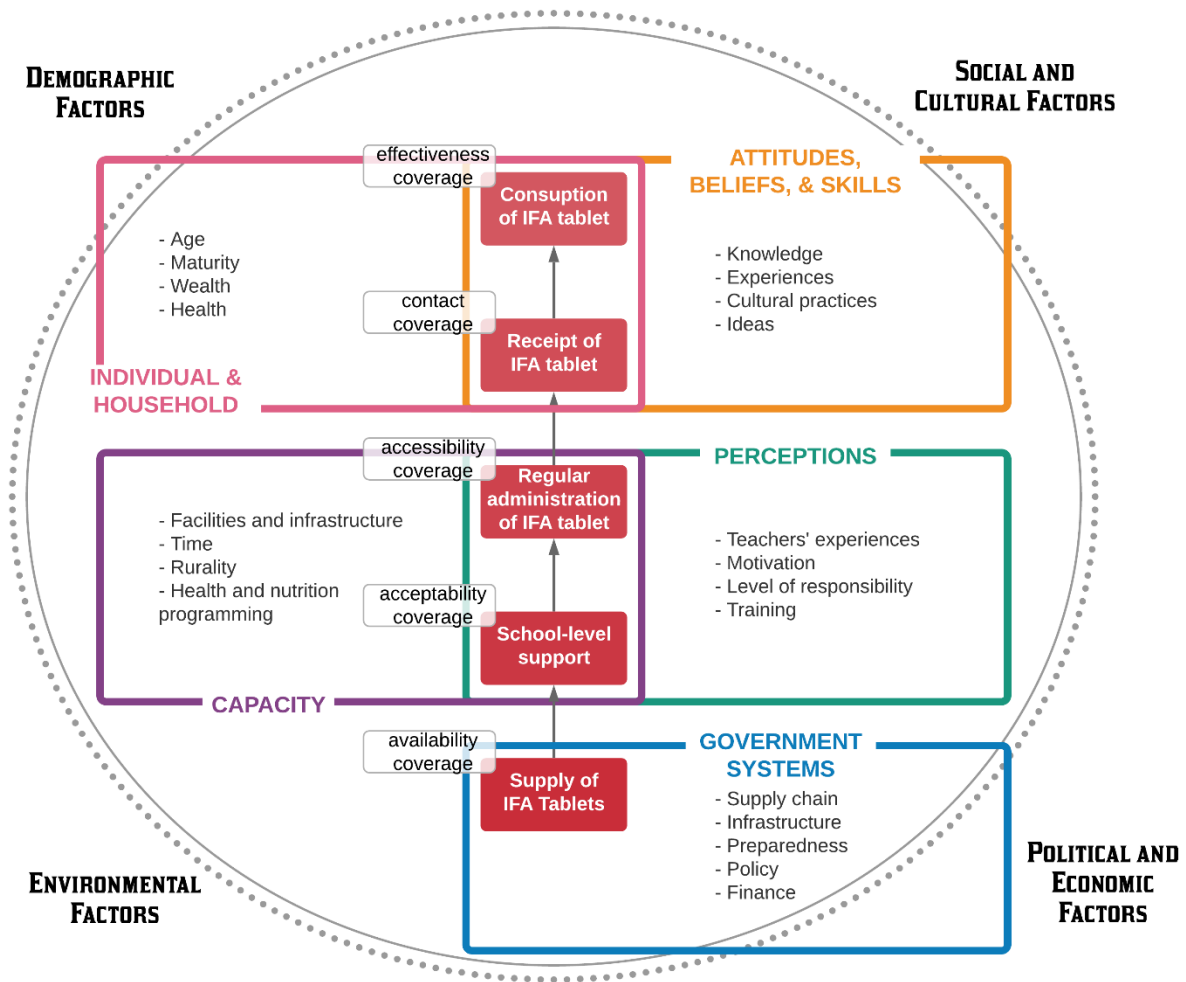 DEMOGRAPHIC
FACTORS
SOCIAL AND
CULTURAL FACTORS
effectiveness
coverage
Consuption
of IFA tablet
ATTITUDES,
BELIEFS, & SKILLS
- Age
- Maturity
- Wealth
- Health
- Knowledge
- Experiences
- Cultural practices
- Ideas
contact
coverage
Receipt of
IFA tablet
INDIVIDUAL &
HOUSEHOLD
accessibility
coverage
Regular
administration
of IFA tablet
PERCEPTIONS
- Facilities and infrastructure
- Time
- Rurality
- Health and nutrition
programming
- Teachers' experiences
- Motivation
- Level of responsibility
- Training
acceptability
coverage
School-level
support
CAPACITY
availability
coverage
Supply of
IFA Tablets
GOVERNMENT
SYSTEMS
- Supply chain
- Infrastructure
- Preparedness
- Policy
- Finance
ENVIRONMENTAL
FACTORS
POLITICAL AND
ECONOMIC
FACTORS